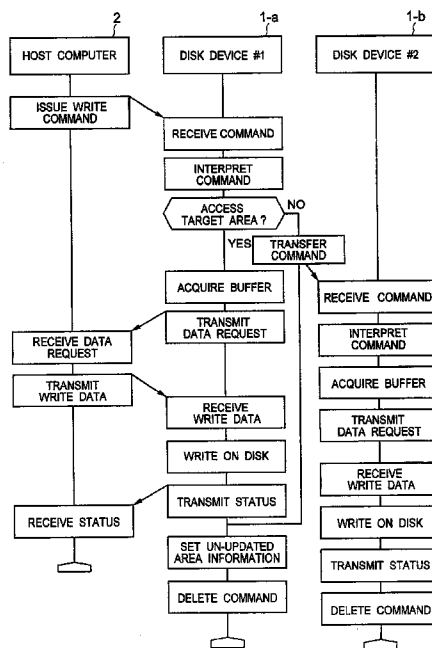 2
1-a
1-b
HOST COMPUTER
DISK DEVICE #1
DISK DEVICE #2
ISSUE WRITE
COMMAND
RECEIVE COMMAND
INTERPRET
COMMAND
ACCESS
TARGET AREA ?
NO
YES
TRANSFER
COMMAND
ACQUIRE BUFFER
TRANSMIT
DATA REQUEST
RECEIVE DATA
REQUEST
TRANSMIT
WRITE DATA
RECEIVE
WRITE DATA
WRITE ON DISK
TRANSMIT STATUS
RECEIVE STATUS
SET UN-UPDATED
AREA INFORMATION
DELETE COMMAND
RECEIVE COMMAND
INTERPRET
COMMAND
ACQUIRE BUFFER
TRANSMIT
DATA REQUEST
RECEIVE
WRITE DATA
WRITE ON DISK
TRANSMIT STATUS
DELETE COMMAND